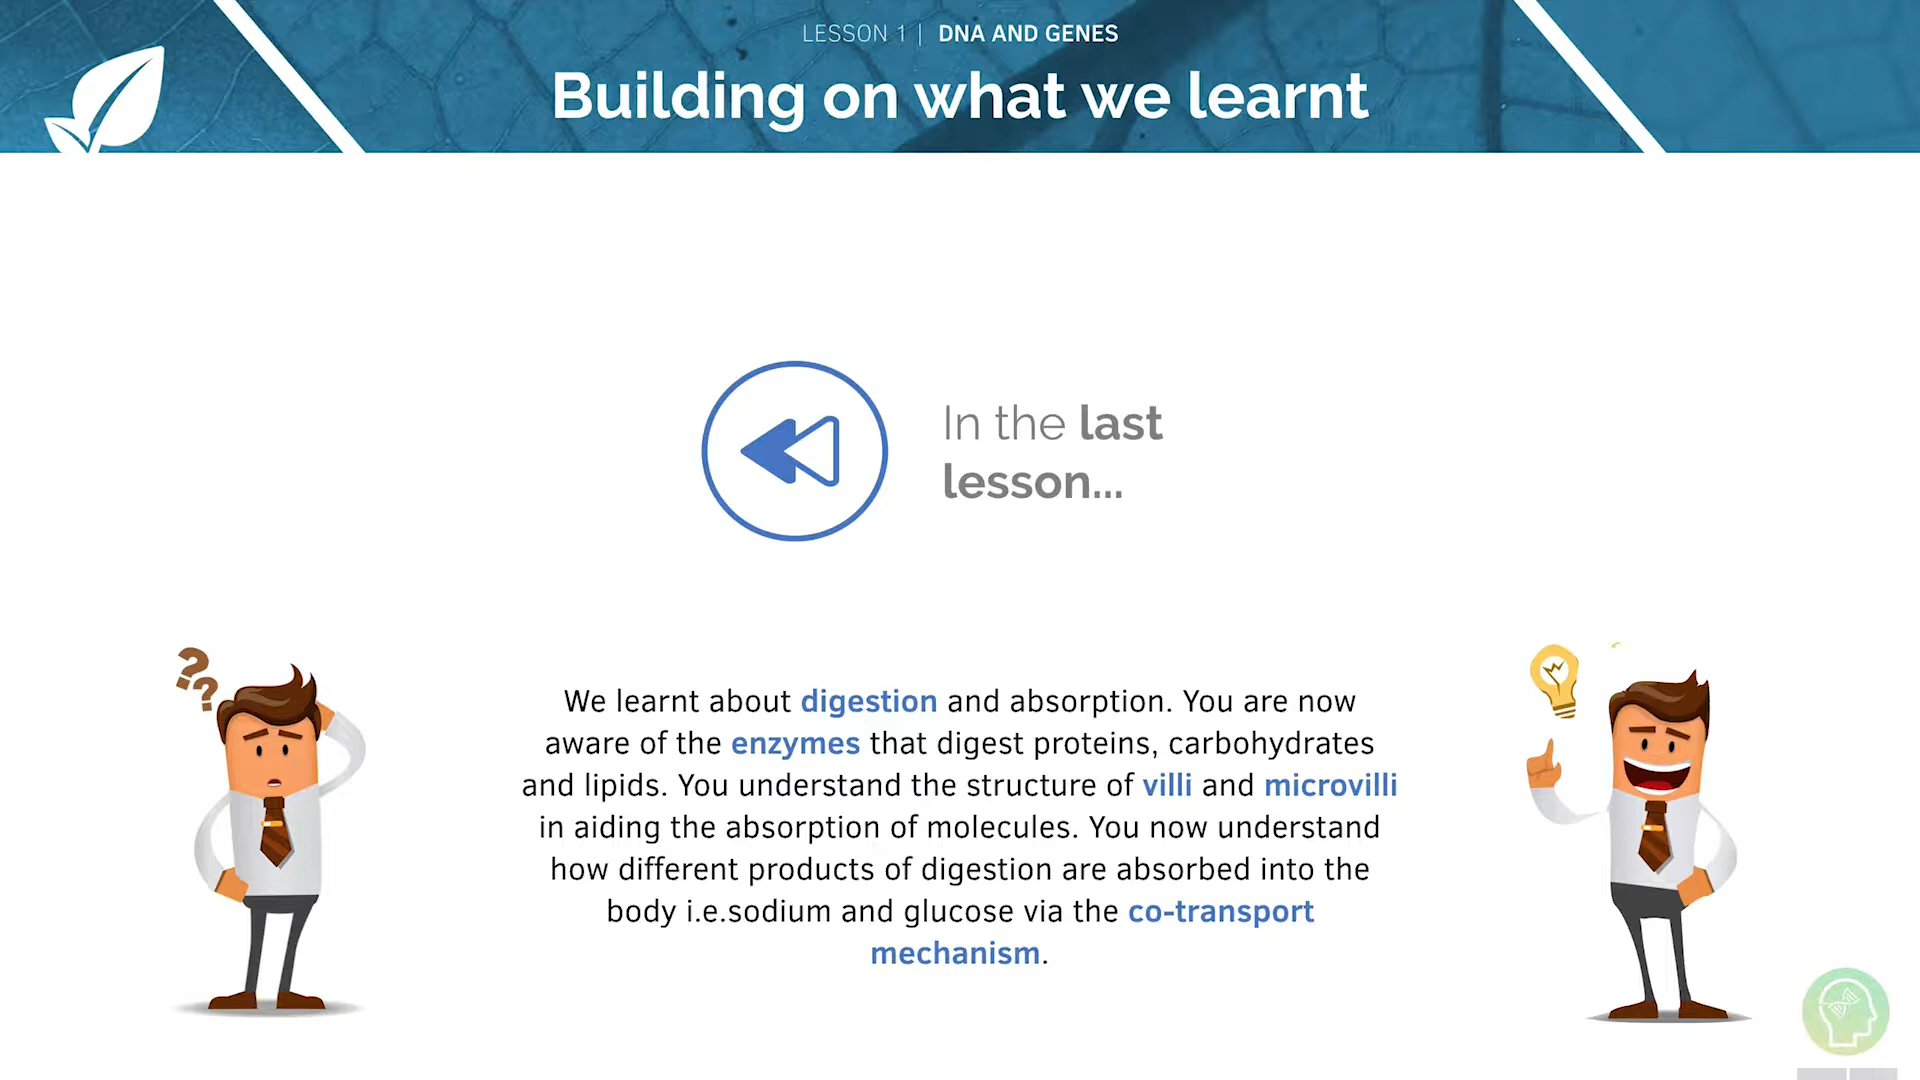 LESSON 1 | DNA AND GENES
Building on what we learnt
In the last
lesson...
??
We learnt about digestion and absorption. You are now
aware of the enzymes that digest proteins, carbohydrates
and lipids. You understand the structure of villi and microvilli
in aiding the absorption of molecules. You now understand
how different products of digestion are absorbed into the
body i.e.sodium and glucose via the co-transport
mechanism.